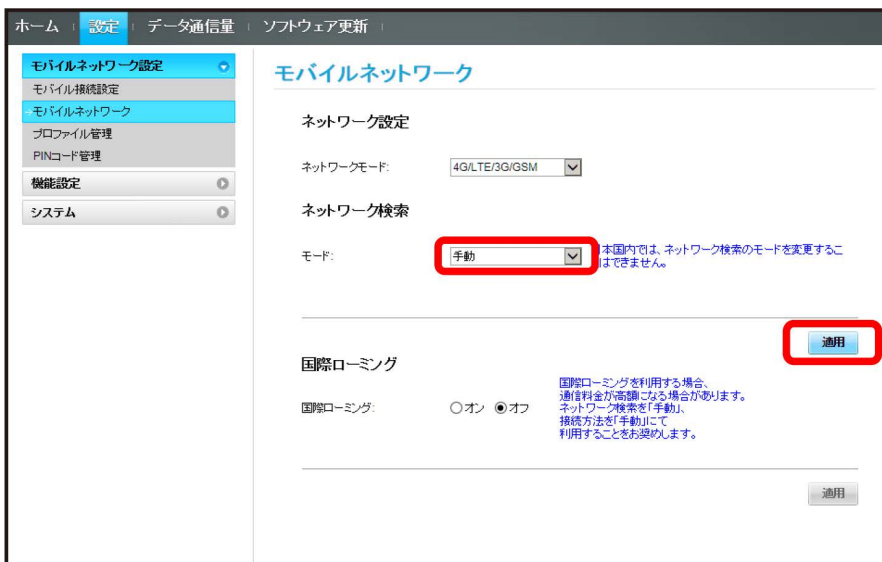 ホーム 設定 データ通信量 ソフトウェア更新
モバイルネットワーク設定
モバイル接続設定
モバイルネットワーク
プロファイル管理
PINコード管理
機能設定
システム
モバイルネットワーク
ネットワーク設定
ネットワークモード: 4G/LTE/3G/GSM
ネットワーク検索
モード: 手動
本国内では、ネットワーク検索のモードを変更するこ
はできません。
適用
国際ローミング
国際ローミング: オン オフ
国際ローミングを利用する場合、
通信料金が高額になる場合があります。
ネットワーク検索を「手動」、
接続方法を「手動」にて
利用することをお奨めします。
適用